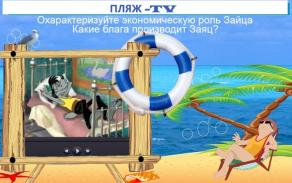 ПЛЯЖ -TV
Охарактеризуйте экономическую роль Зайца
Какие блага производит Заяц?